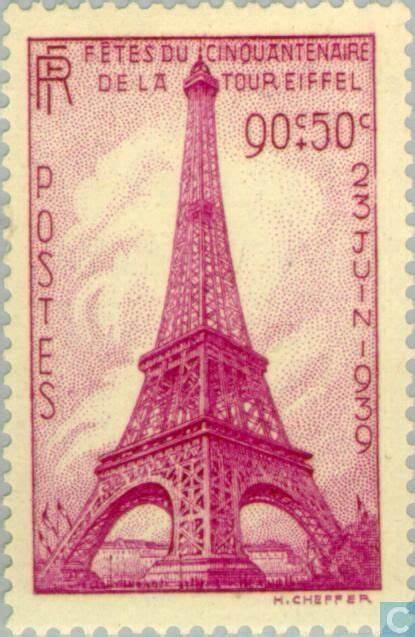 RF
FÊTES DU CINQUANTENAIRE
DE LA TOUR EIFFEL
90c+50c
POSTES
23 JUIN 1939
H. CHEFFER
C